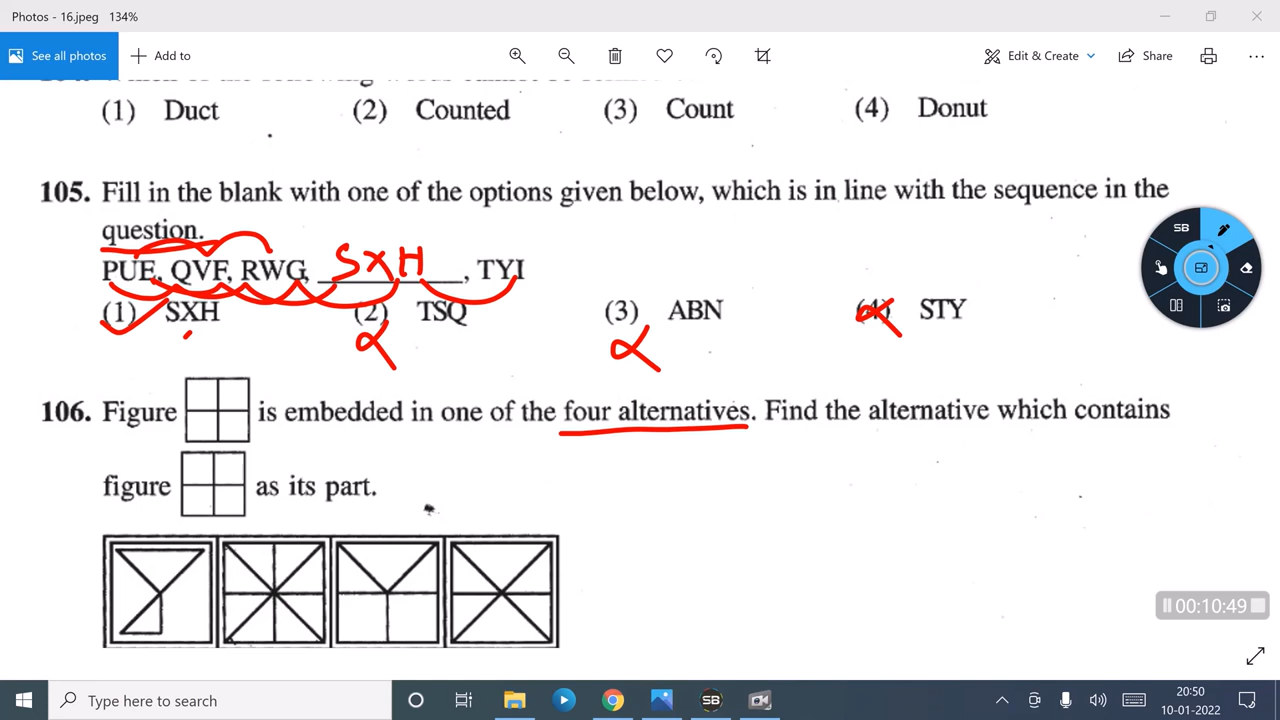 Photos - 16.jpeg 134%
See all photos
Add to
Edit & Create
Share
(1) Duct (2) Counted (3) Count (4) Donut
105. Fill in the blank with one of the options given below, which is in line with the sequence in the
question.
PUE, QVF, RWG, SXH, TYI
(1) SXH (2) TSQ (3) ABN (4) STY
106. Figure is embedded in one of the four alternatives. Find the alternative which contains
figure as its part.
SB
00:10:49
Type here to search
SB
20:50
10-01-2022